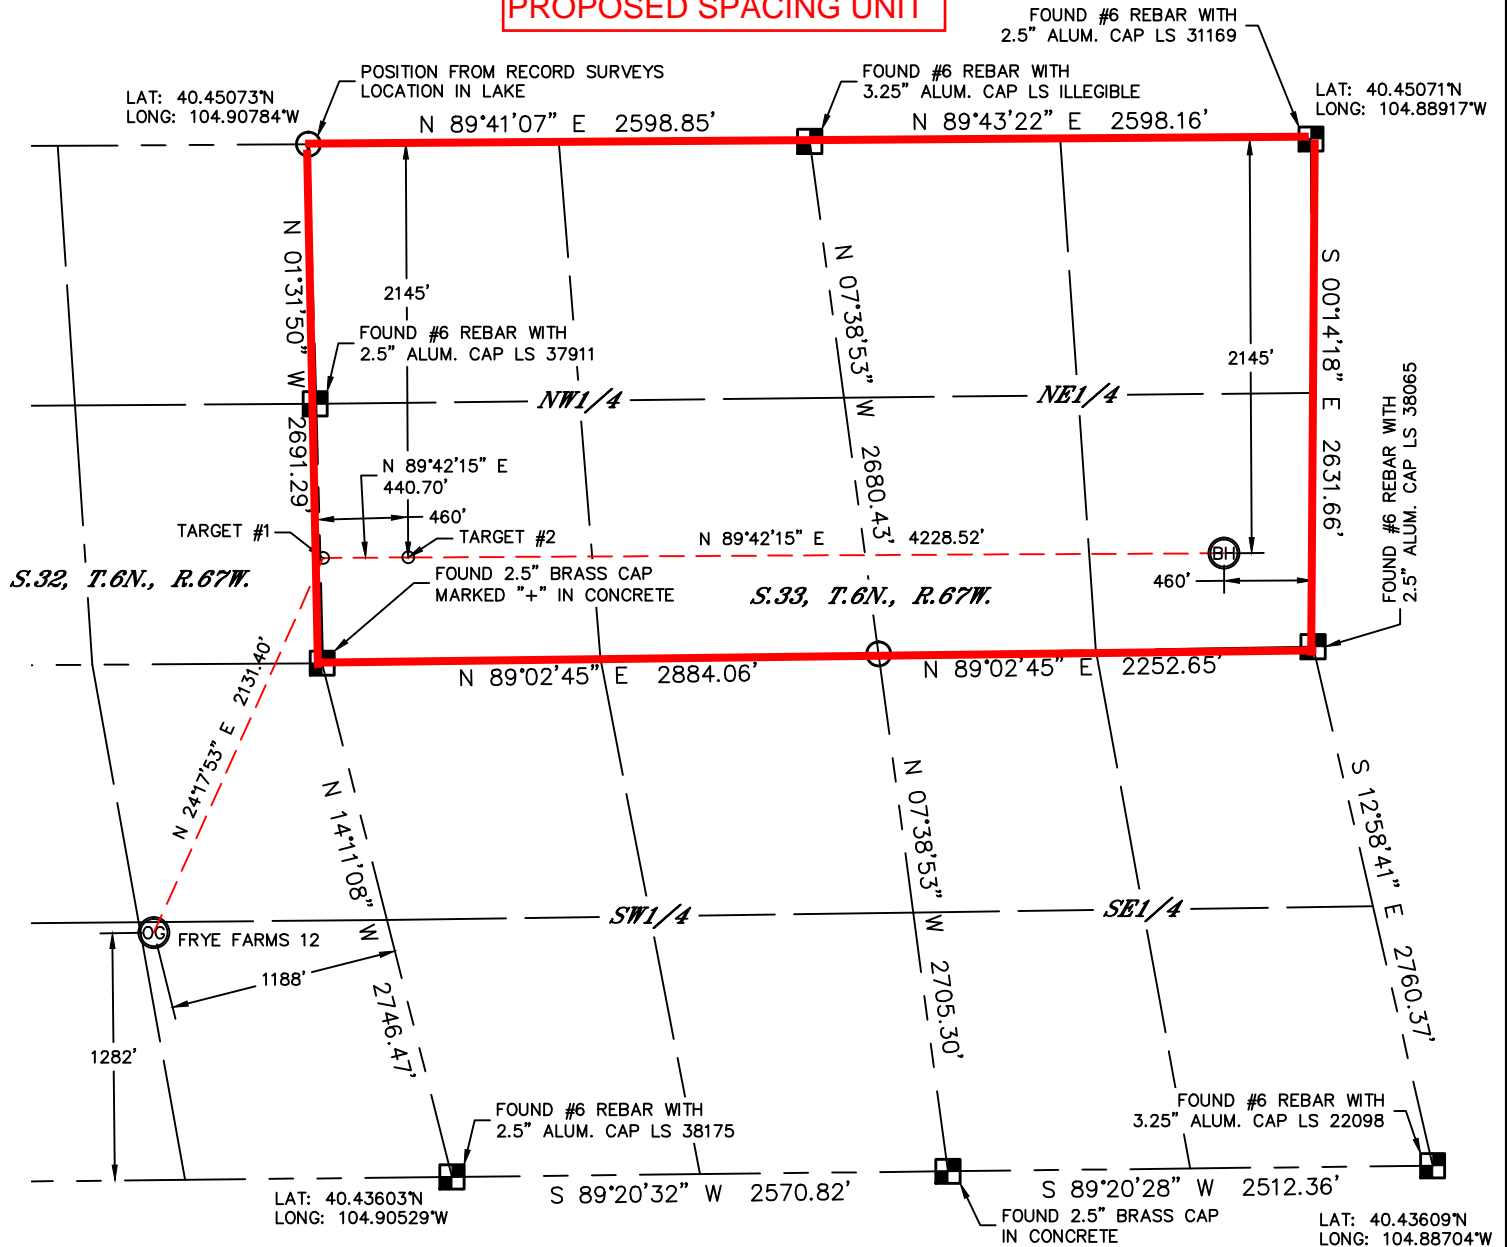 PROPOSED SPACING UNIT
FOUND #6 REBAR WITH
2.5" ALUM. CAP LS 31169
POSITION FROM RECORD SURVEYS
LOCATION IN LAKE
FOUND #6 REBAR WITH
3.25" ALUM. CAP LS ILLEGIBLE
LAT: 40.45073°N
LONG: 104.90784°W
LAT: 40.45071°N
LONG: 104.88917°W
N 89°41'07" E 2598.85'
N 89°43'22" E 2598.16'
N 01°31'50" W 2691.29'
2145'
N 07°38'53" W 2680.43'
2145'
S 00°14'18" E 2631.66'
FOUND #6 REBAR WITH
2.5" ALUM. CAP LS 37911
FOUND #6 REBAR WITH
2.5" ALUM. CAP LS 38065
NW1/4
NE1/4
N 89°42'15" E
440.70'
460'
TARGET #1
TARGET #2
N 89°42'15" E 4228.52'
BH
460'
FOUND 2.5" BRASS CAP
MARKED "+" IN CONCRETE
S.32, T.6N., R.67W.
S.33, T.6N., R.67W.
N 89°02'45" E 2884.06'
N 89°02'45" E 2252.65'
N 24°17'53" E 2131.40'
N 14°11'08" W 2746.47'
N 07°38'53" W 2705.30'
S 12°58'41" E 2760.37'
SW1/4
SE1/4
OG
FRYE FARMS 12
1188'
1282'
FOUND #6 REBAR WITH
2.5" ALUM. CAP LS 38175
FOUND #6 REBAR WITH
3.25" ALUM. CAP LS 22098
LAT: 40.43603°N
LONG: 104.90529°W
S 89°20'32" W 2570.82'
S 89°20'28" W 2512.36'
FOUND 2.5" BRASS CAP
IN CONCRETE
LAT: 40.43609°N
LONG: 104.88704°W